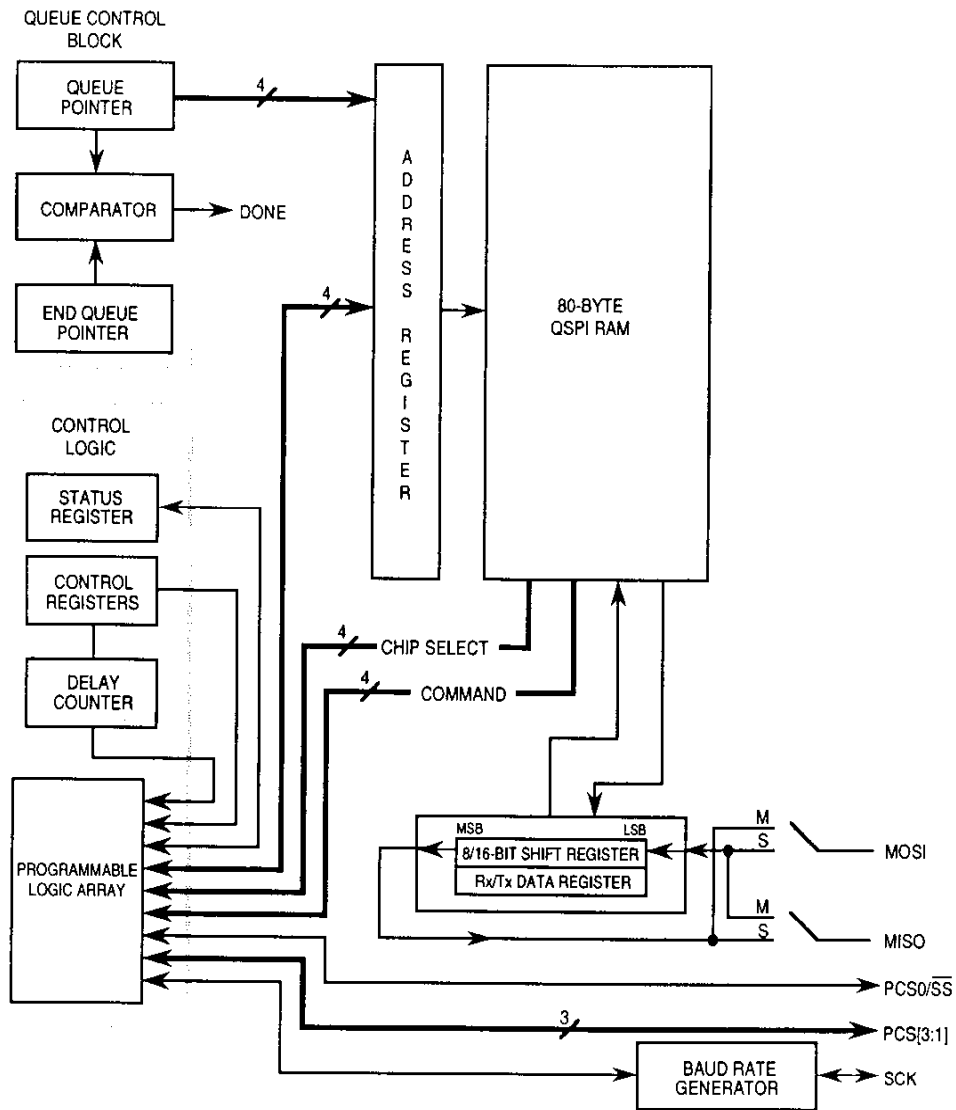 QUEUE CONTROL
BLOCK
QUEUE
POINTER
4
COMPARATOR
DONE
END QUEUE
POINTER
4
ADDRESS REGISTER
80-BYTE
QSPI RAM
CONTROL
LOGIC
STATUS
REGISTER
CONTROL
REGISTERS
DELAY
COUNTER
4
CHIP SELECT
4
COMMAND
PROGRAMMABLE
LOGIC ARRAY
MSB
LSB
8/16-BIT SHIFT REGISTER
Rx/Tx DATA REGISTER
M
S
MOSI
M
S
MISO
PCS0/SS
3
PCS[3:1]
BAUD RATE
GENERATOR
SCK